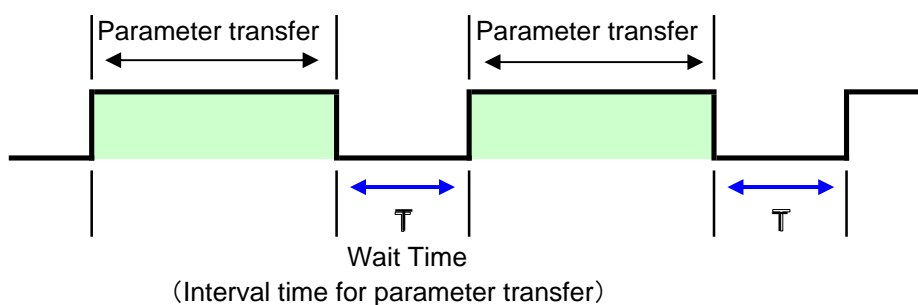 Parameter transfer
Parameter transfer
T
T
Wait Time
（Interval time for parameter transfer）